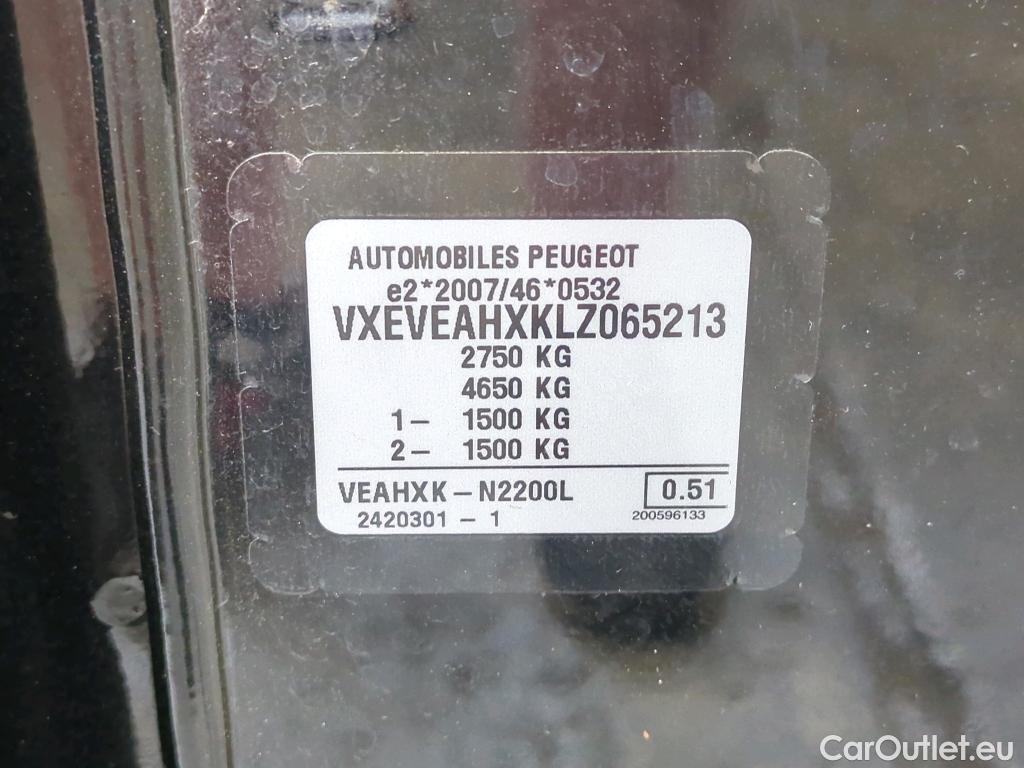 AUTOMOBILES PEUGEOT
e2*2007/46*0532
VXEVEAHXKLZ065213
2750 KG
4650 KG
1- 1500 KG
2- 1500 KG
VEAHXK-N2200L 0.51
2420301-1 200596133
CarOutlet.eu